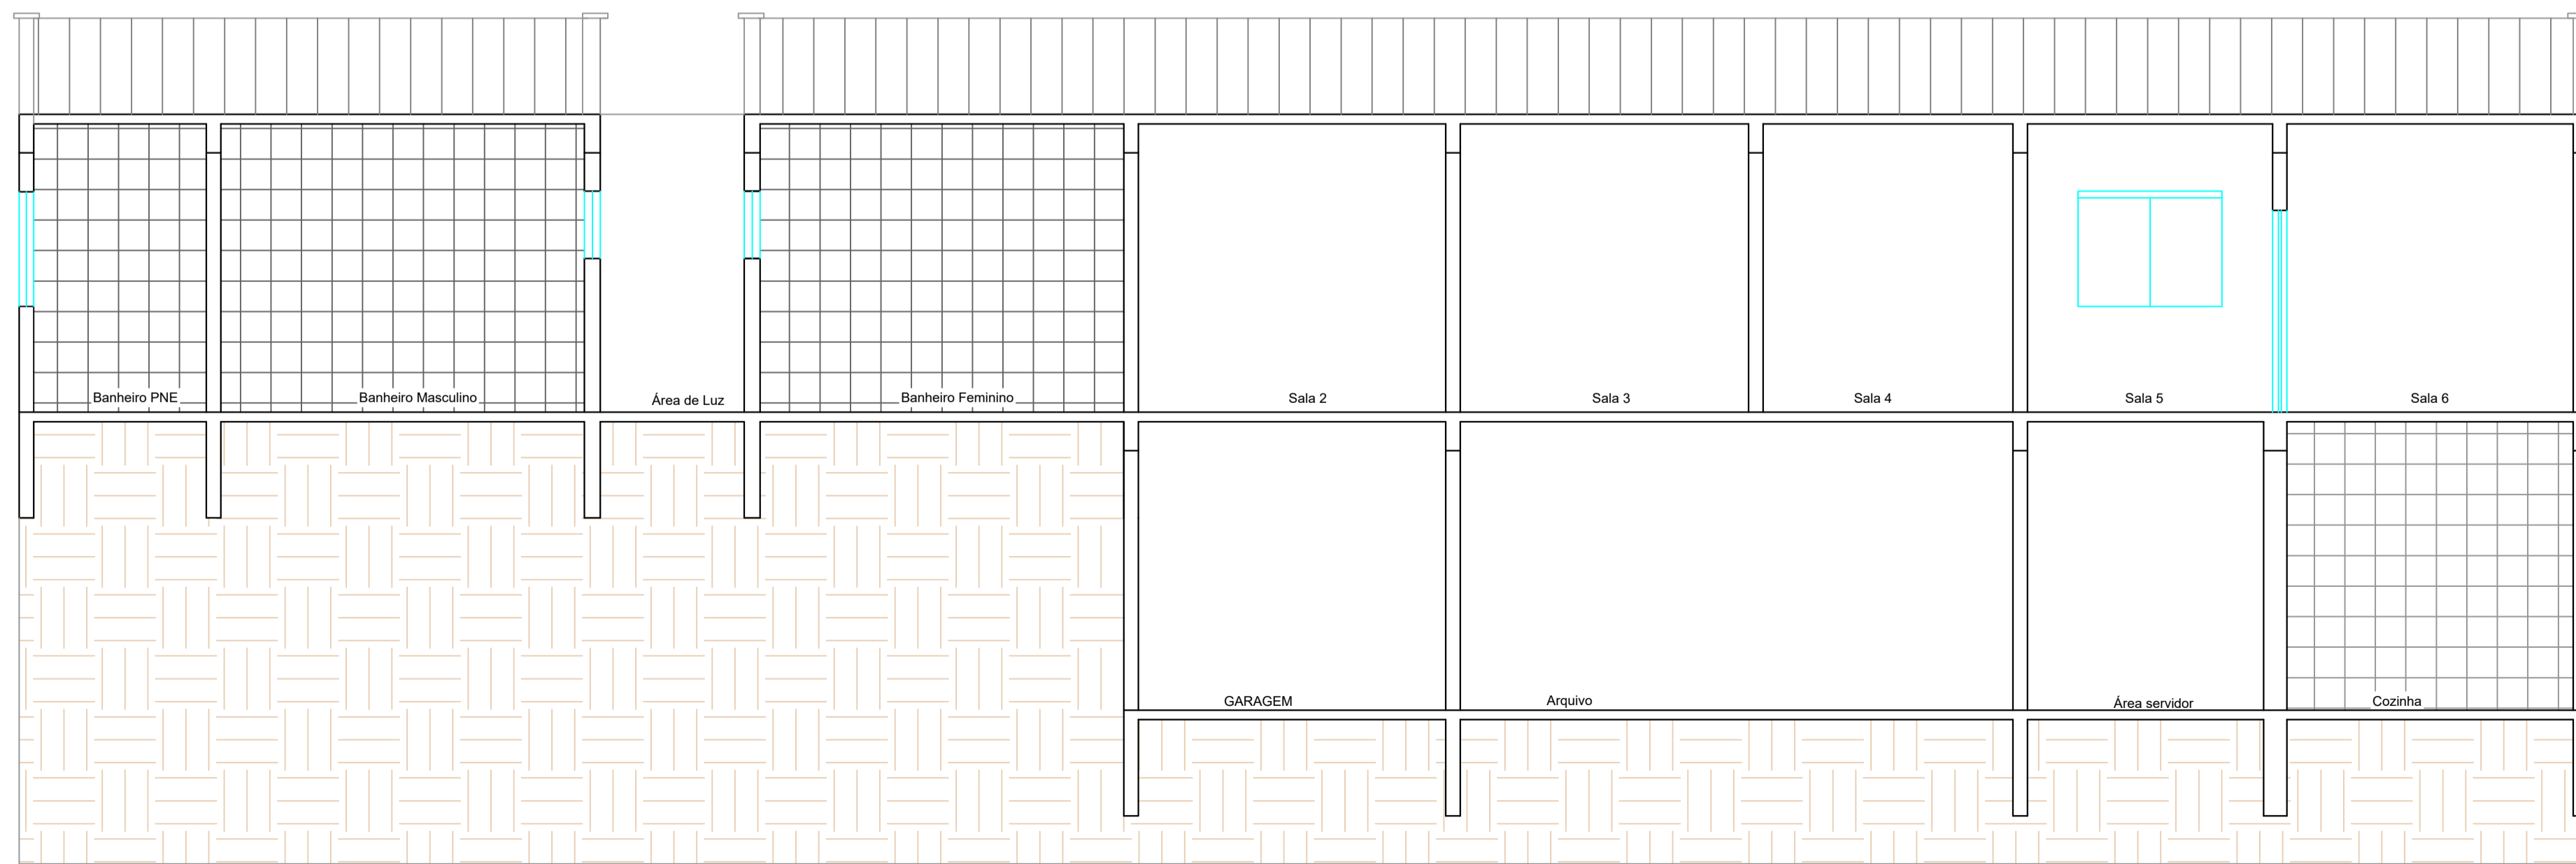 Banheiro PNE
Banheiro Masculino
Área de Luz
Banheiro Feminino
Sala 2
Sala 3
Sala 4
Sala 5
Sala 6
GARAGEM
Arquivo
Área servidor
Cozinha